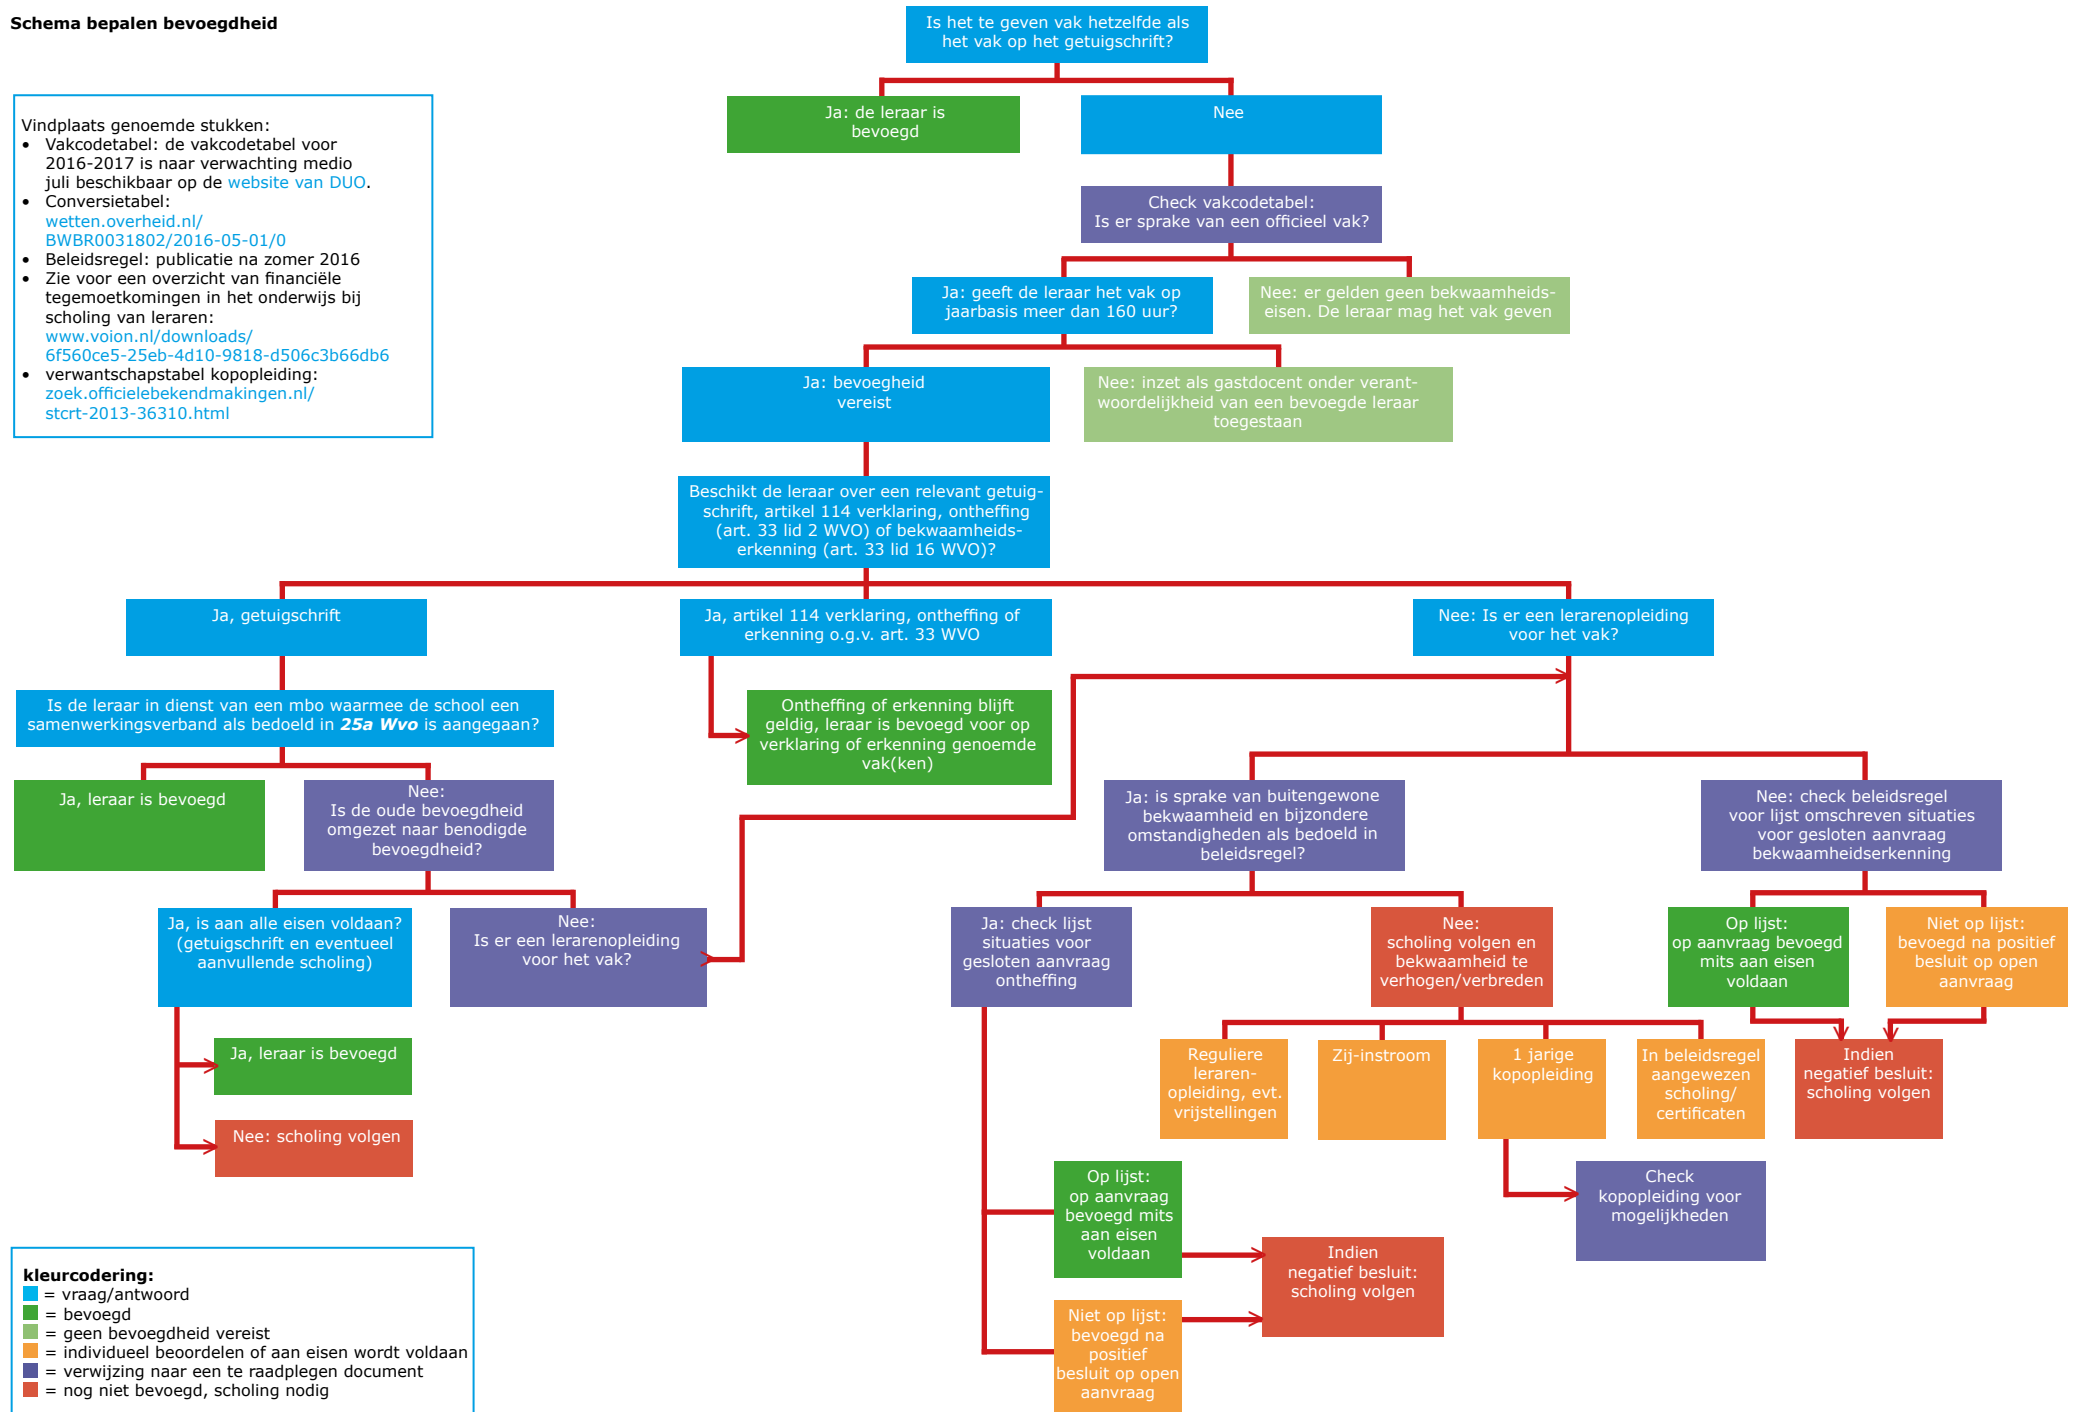 Schema bepalen bevoegdheid
Is het te geven vak hetzelfde als
het vak op het getuigschrift?
Vindplaats genoemde stukken:
• Vakcodetabel: de vakcodetabel voor
2016-2017 is naar verwachting medio
juli beschikbaar op de website van DUO.
• Conversietabel:
wetten.overheid.nl/
BWBR0031802/2016-05-01/0
• Beleidsregel: publicatie na zomer 2016
• Zie voor een overzicht van financiële
tegemoetkomingen in het onderwijs bij
scholing van leraren:
www.voion.nl/downloads/
6f560ce5-25eb-4d10-9818-d506c3b66db6
• verwantschapstabel kopopleiding:
zoek.officielebekendmakingen.nl/
stcrt-2013-36310.html
Ja: de leraar is
bevoegd
Nee
Check vakcodetabel:
Is er sprake van een officieel vak?
Ja: geeft de leraar het vak op
jaarbasis meer dan 160 uur?
Nee: er gelden geen bekwaamheids-
eisen. De leraar mag het vak geven
Ja: bevoegheid
vereist
Nee: inzet als gastdocent onder verant-
woordelijkheid van een bevoegde leraar
toegestaan
Beschikt de leraar over een relevant getuig-
schrift, artikel 114 verklaring, ontheffing
(art. 33 lid 2 WVO) of bekwaamheids-
erkenning (art. 33 lid 16 WVO)?
Ja, getuigschrift
Ja, artikel 114 verklaring, ontheffing of
erkenning o.g.v. art. 33 WVO
Nee: Is er een lerarenopleiding
voor het vak?
Is de leraar in dienst van een mbo waarmee de school een
samenwerkingsverband als bedoeld in 25a Wvo is aangegaan?
Ontheffing of erkenning blijft
geldig, leraar is bevoegd voor op
verklaring of erkenning genoemde
vak(ken)
Ja, leraar is bevoegd
Nee:
Is de oude bevoegdheid
omgezet naar benodigde
bevoegdheid?
Ja: is sprake van buitengewone
bekwaamheid en bijzondere
omstandigheden als bedoeld in
beleidsregel?
Nee: check beleidsregel
voor lijst omschreven situaties
voor gesloten aanvraag
bekwaamheidserkenning
Ja, is aan alle eisen voldaan?
(getuigschrift en eventueel
aanvullende scholing)
Nee:
Is er een lerarenopleiding
voor het vak?
Ja: check lijst
situaties voor
gesloten aanvraag
ontheffing
Nee:
scholing volgen en
bekwaamheid te
verhogen/verbreden
Op lijst:
op aanvraag bevoegd
mits aan eisen
voldaan
Niet op lijst:
bevoegd na positief
besluit op open
aanvraag
Ja, leraar is bevoegd
Nee: scholing volgen
Reguliere
leraren-
opleiding, evt.
vrijstellingen
Zij-instroom
1 jarige
kopopleiding
In beleidsregel
aangewezen
scholing/
certificaten
Indien
negatief besluit:
scholing volgen
Op lijst:
op aanvraag
bevoegd mits
aan eisen
voldaan
Check
kopopleiding voor
mogelijkheden
Indien
negatief besluit:
scholing volgen
Niet op lijst:
bevoegd na
positief
besluit op open
aanvraag
kleurcodering:
= vraag/antwoord
= bevoegd
= geen bevoegdheid vereist
= individueel beoordelen of aan eisen wordt voldaan
= verwijzing naar een te raadplegen document
= nog niet bevoegd, scholing nodig